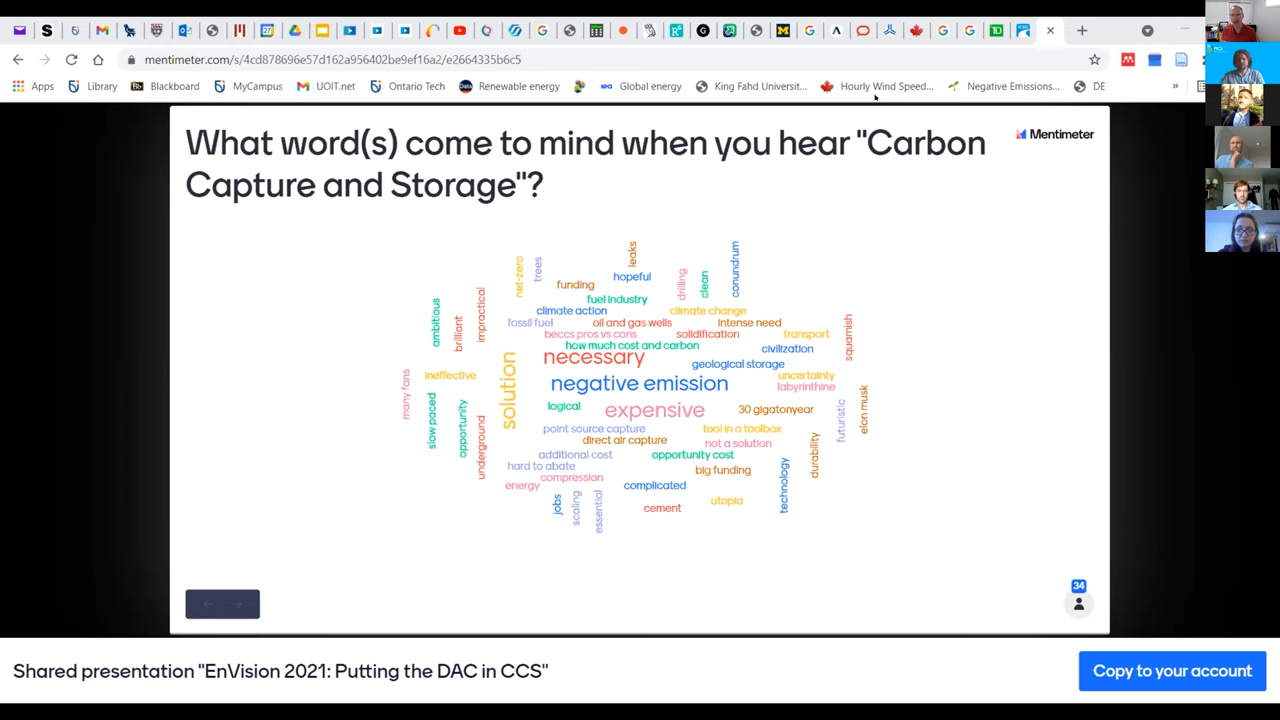 mentimeter.com/s/4cd878696e57d162a956402be9ef1fa2/e2664335b6c5
Apps Library Blackboard MyCampus UOIT.net Ontario Tech Renewable energy Global energy King Fahd Universit... Hourly Wind Speed... Negative Emissions... DE »
What word(s) come to mind when you hear "Carbon
Capture and Storage"?
Mentimeter
leaks
conundrum
net-zero
trees
hopeful
drilling
clean
funding
fuel industry
ambitious
brilliant
impractical
climate action
climate change
fossil fuel
oil and gas wells
intense need
beccs pros vs cons
solidification
transport
squamish
how much cost and carbon
civilization
necessary
geological storage
solution
ineffective
uncertainty
negative emission
labyrinthine
many fans
slow paced
opportunity
underground
logical
expensive
30 gigatonyear
futuristic
elon musk
point source capture
tool in a toolbox
direct air capture
not a solution
durability
additional cost
opportunity cost
hard to abate
big funding
technology
compression
energy
complicated
jobs
scaling
essential
utopia
cement
34
Shared presentation "EnVision 2021: Putting the DAC in CCS"
Copy to your account